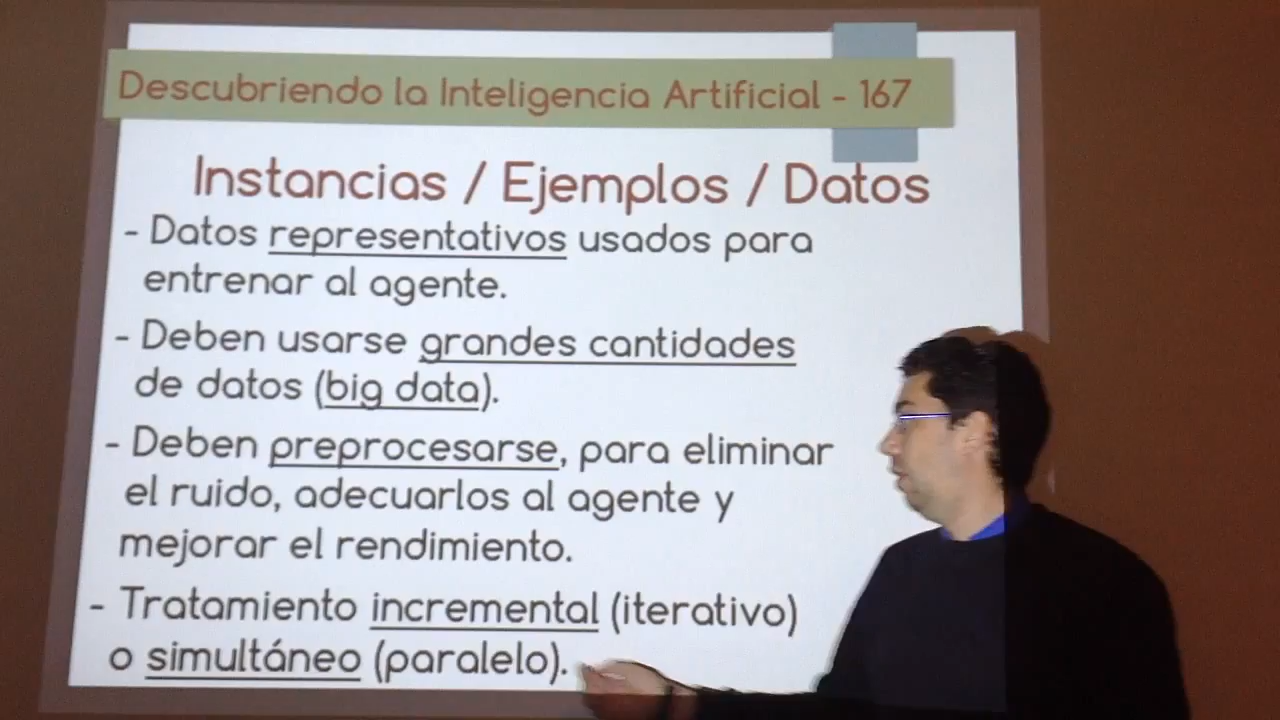 Descubriendo la Inteligencia Artificial - 167
Instancias / Ejemplos / Datos
- Datos representativos usados para
entrenar al agente.
- Deben usarse grandes cantidades
de datos (big data).
- Deben preprocesarse, para eliminar
el ruido, adecuarlos al agente y
mejorar el rendimiento.
- Tratamiento incremental (iterativo)
o simultáneo (paralelo).